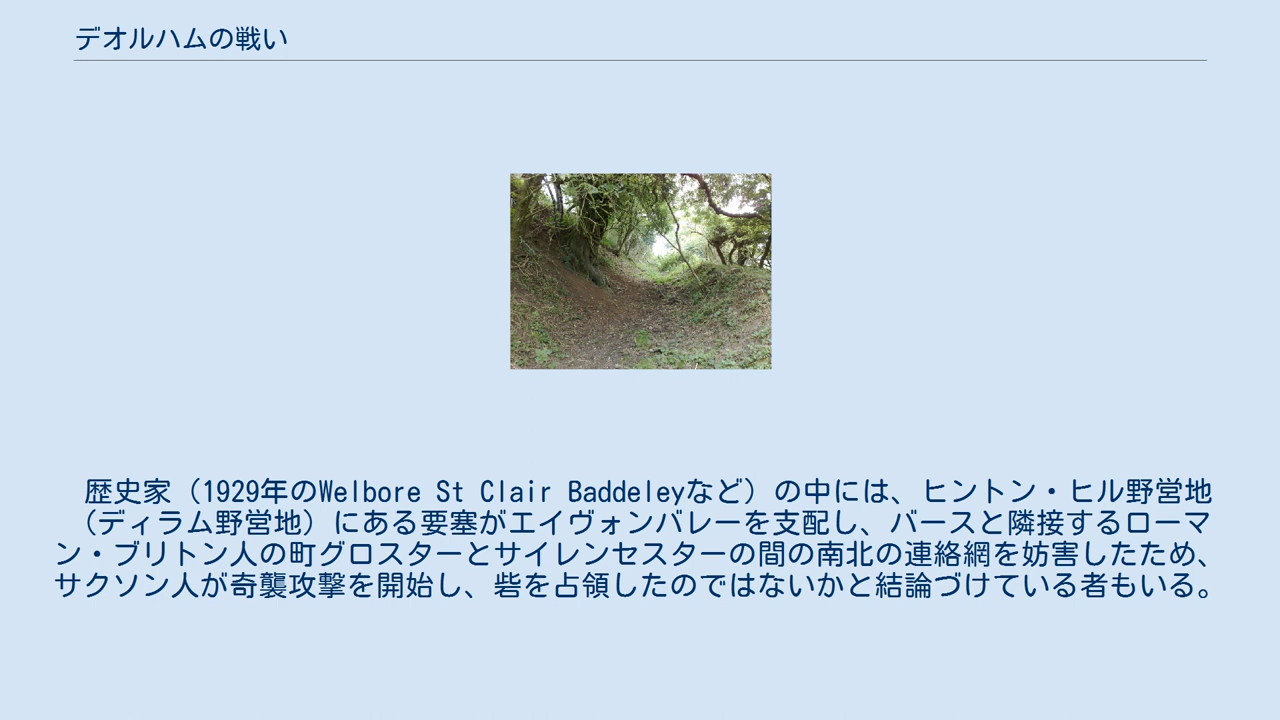 デオルハムの戦い
歴史家（1929年のWelbore St Clair Baddeleyなど）の中には、ヒントン・ヒル野営地
（ディラム野営地）にある要塞がエイヴォンバレーを支配し、バースと隣接するローマ
ン・ブリトン人の町グロスターとサイレンセスターの間の南北の連絡網を妨害したため、
サクソン人が奇襲攻撃を開始し、砦を占領したのではないかと結論づけている者もいる。